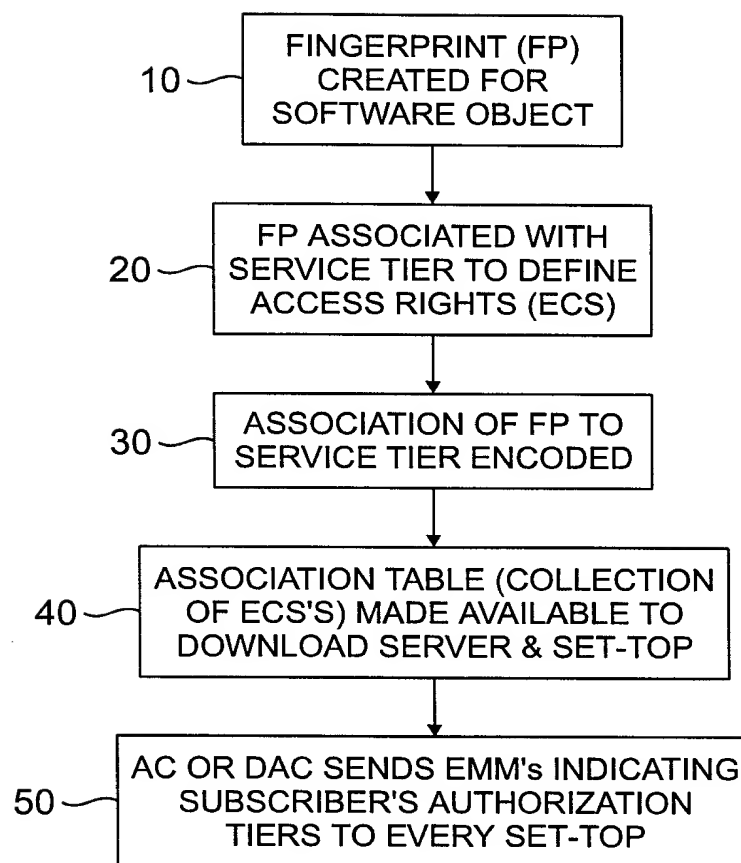 10
FINGERPRINT (FP)
CREATED FOR
SOFTWARE OBJECT
20
FP ASSOCIATED WITH
SERVICE TIER TO DEFINE
ACCESS RIGHTS (ECS)
30
ASSOCIATION OF FP TO
SERVICE TIER ENCODED
40
ASSOCIATION TABLE (COLLECTION
OF ECS'S) MADE AVAILABLE TO
DOWNLOAD SERVER & SET-TOP
50
AC OR DAC SENDS EMM's INDICATING
SUBSCRIBER'S AUTHORIZATION
TIERS TO EVERY SET-TOP